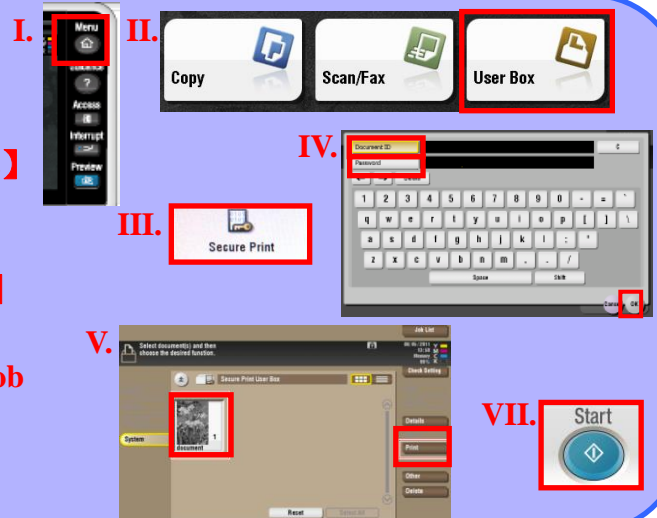 I.
Menu
?
Access
Interrupt
Preview
II.
Copy
Scan/Fax
User Box
】
III.
Secure Print
IV.
Document ID
C
Password
1 2 3 4 5 6 7 8 9 0 - =
q w e r t y u i o p [ ] \
a s d f g h j k l : "
z x c v b n m , . /
Space
Shift
OK
ob
V.
Job List
Select document(s) and then
choose the desired function.
Check Setting
Secure Print User Box
System
1
document
Details
Print
Other
Delete
Reset
Select All
VII.
Start